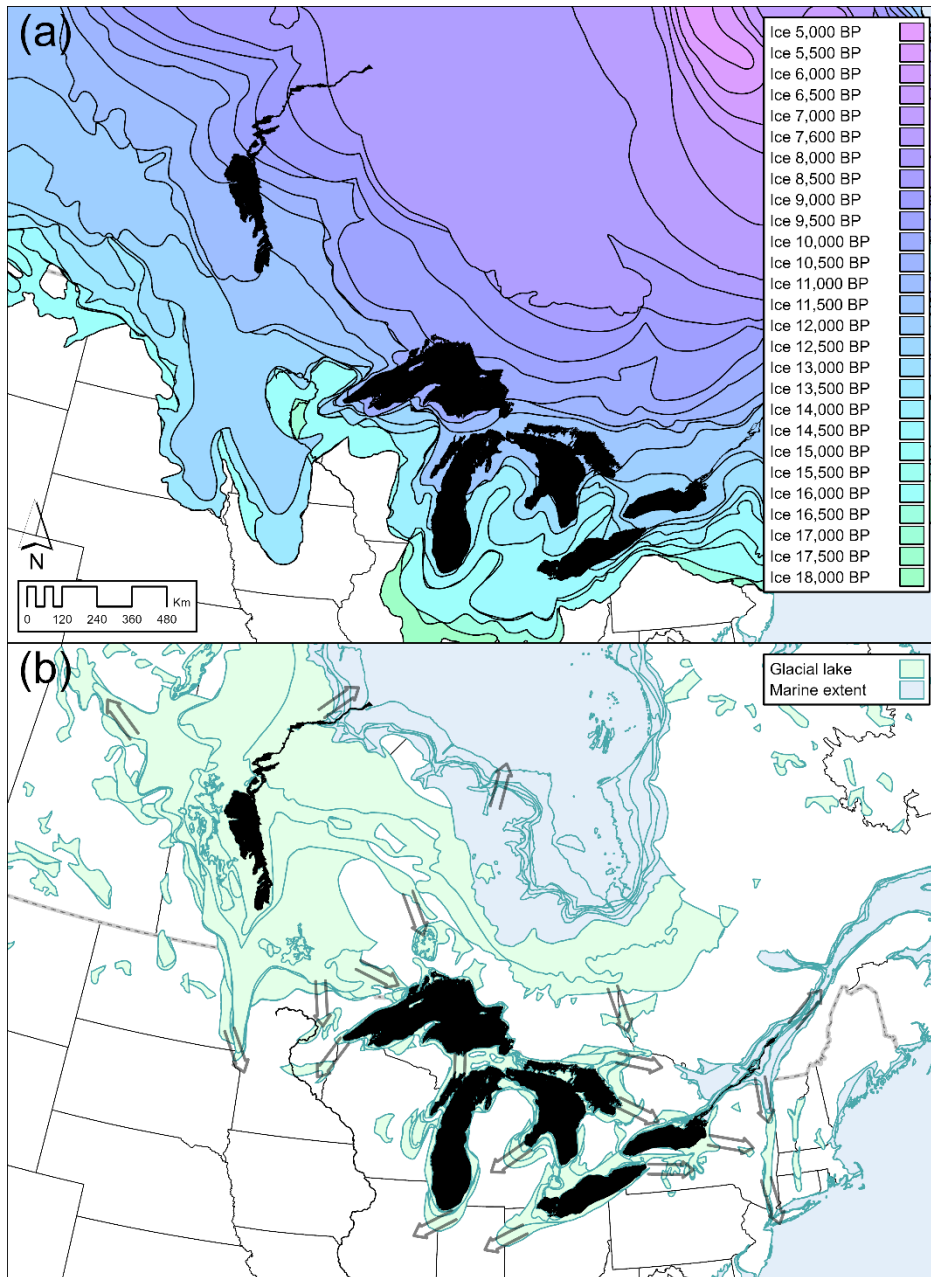 (a)
Ice 5,000 BP
Ice 5,500 BP
Ice 6,000 BP
Ice 6,500 BP
Ice 7,000 BP
Ice 7,600 BP
Ice 8,000 BP
Ice 8,500 BP
Ice 9,000 BP
Ice 9,500 BP
Ice 10,000 BP
Ice 10,500 BP
Ice 11,000 BP
Ice 11,500 BP
Ice 12,000 BP
Ice 12,500 BP
Ice 13,000 BP
Ice 13,500 BP
Ice 14,000 BP
Ice 14,500 BP
Ice 15,000 BP
Ice 15,500 BP
Ice 16,000 BP
Ice 16,500 BP
Ice 17,000 BP
Ice 17,500 BP
Ice 18,000 BP
N
Km
0 120 240 360 480
(b)
Glacial lake
Marine extent